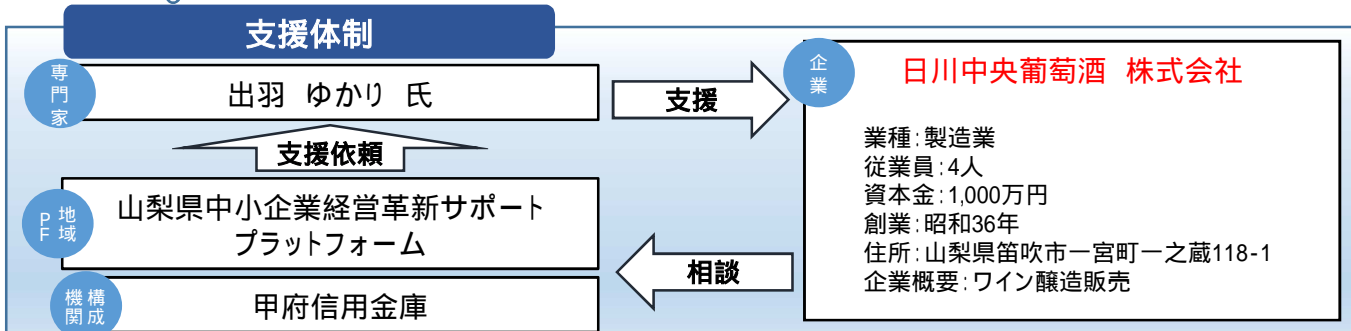 支援体制
専門家
出羽 ゆかり 氏
支援
支援依頼
地域PF
山梨県中小企業経営革新サポート
プラットフォーム
相談
構成機関
甲府信用金庫
企業
日川中央葡萄酒 株式会社
業種:製造業
従業員:4人
資本金:1,000万円
創業:昭和36年
住所:山梨県笛吹市一宮町一之蔵118-1
企業概要:ワイン醸造販売